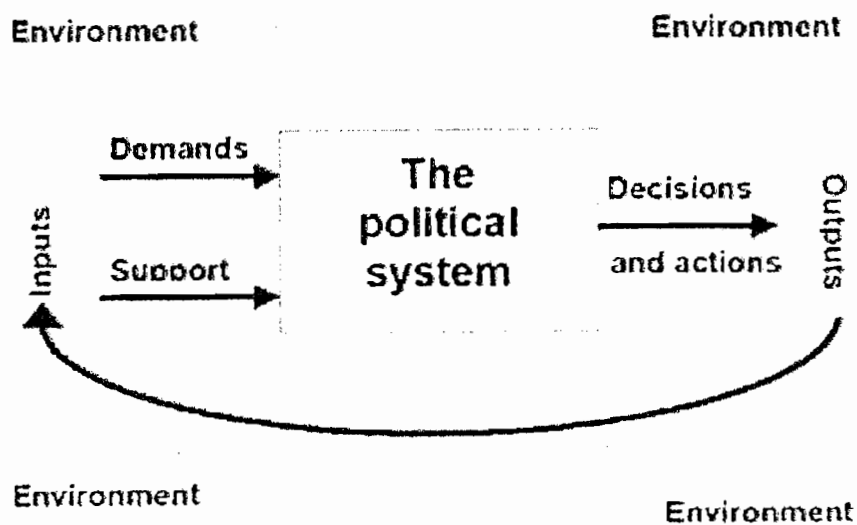 Environment
Environment
Demands
Support
Inputs
The
political
system
Decisions
and actions
Outputs
Environment
Environment